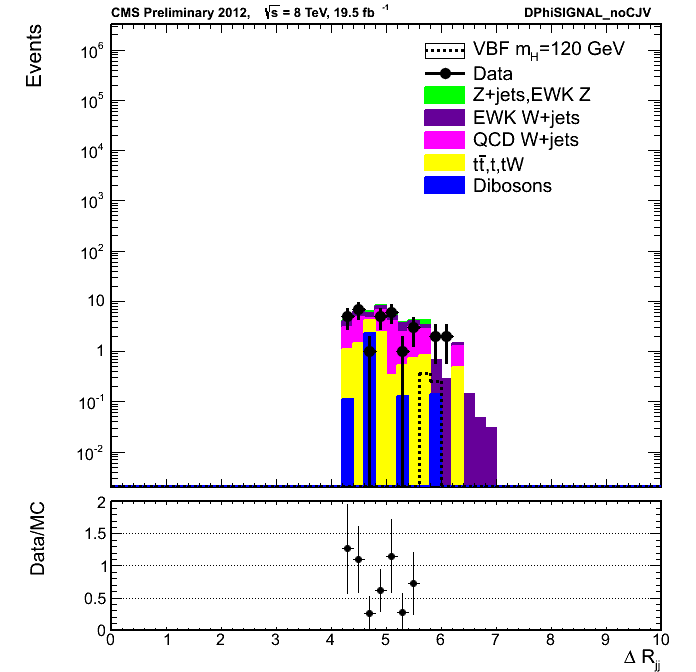 CMS Preliminary 2012, √s = 8 TeV, 19.5 fb⁻¹ DPhiSIGNAL_noCJV
Events
10⁶
10⁵
10⁴
10³
10²
10
1
10⁻¹
10⁻²
VBF m_H=120 GeV
Data
Z+jets,EWK Z
EWK W+jets
QCD W+jets
tt̄,t,tW
Dibosons
Data/MC
2
1.5
1
0.5
0
0 1 2 3 4 5 6 7 8 9 10
Δ R_jj